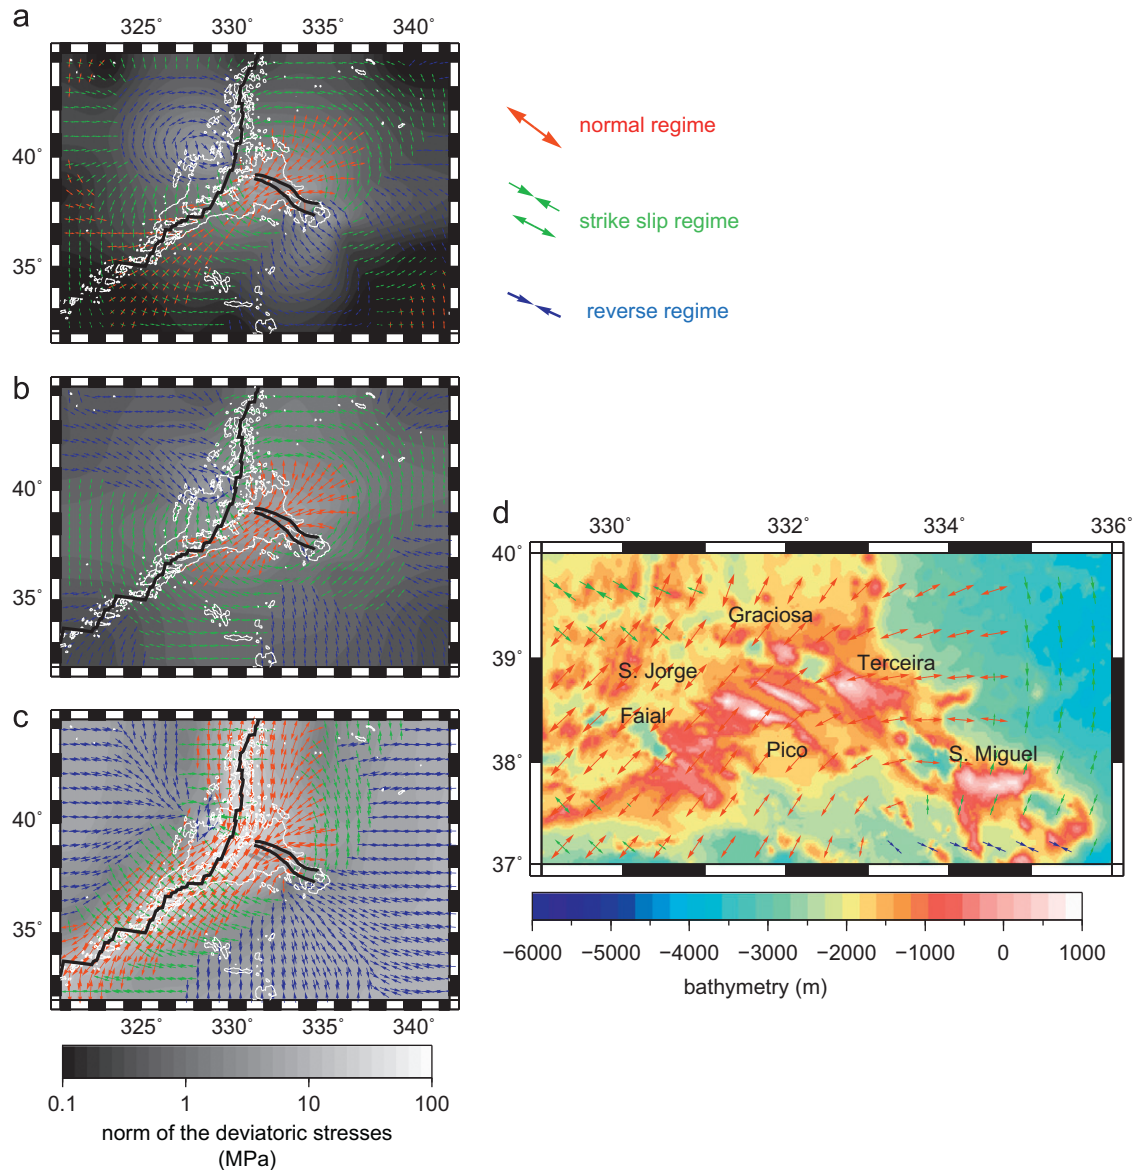 a
325° 330° 335° 340°
40°
35°
normal regime
strike slip regime
reverse regime
b
40°
35°
c
40°
35°
325° 330° 335° 340°
0.1 1 10 100
norm of the deviatoric stresses
(MPa)
d
330° 332° 334° 336°
40°
39°
38°
37°
Graciosa
S. Jorge
Terceira
Faial
Pico
S. Miguel
−6000 −5000 −4000 −3000 −2000 −1000 0 1000
bathymetry (m)